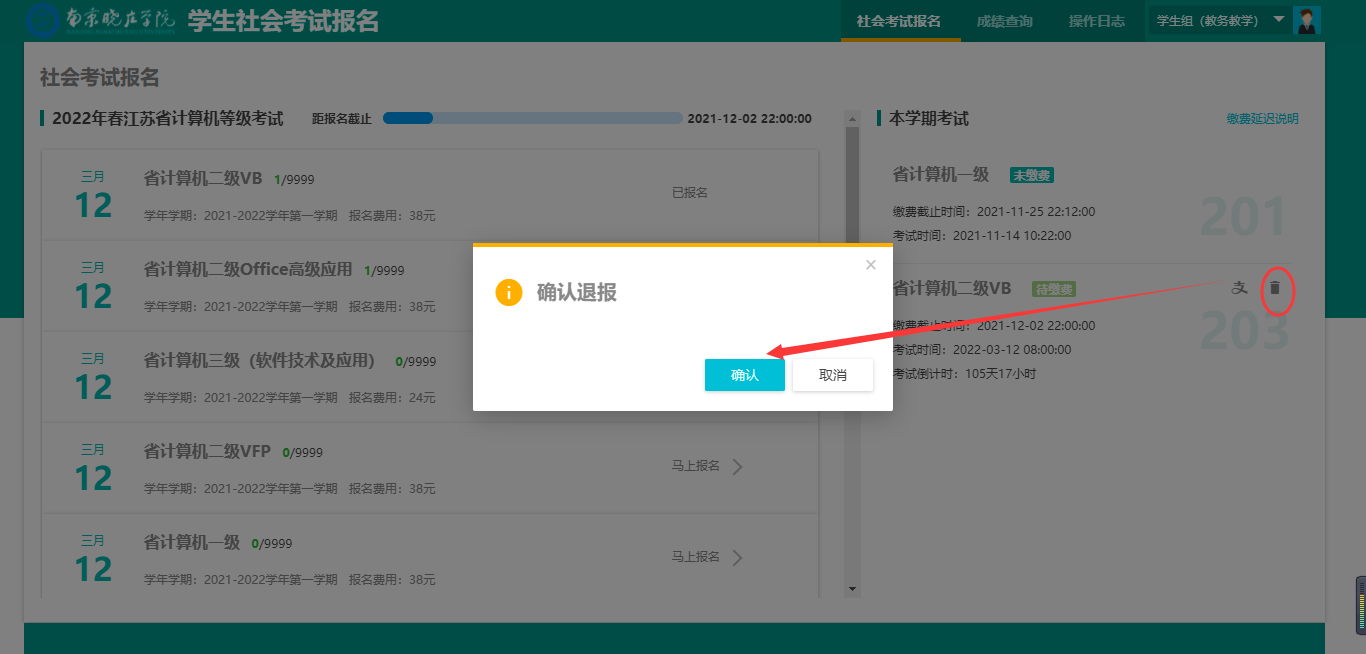 南京晓庄学院 学生社会考试报名
社会考试报名 成绩查询 操作日志 学生组（教务教学）
社会考试报名
2022年春江苏省计算机等级考试 距报名截止 2021-12-02 22:00:00
三月
12
省计算机二级VB 1/9999
学年学期：2021-2022学年第一学期 报名费用：38元
已报名
三月
12
省计算机二级Office高级应用 1/9999
学年学期：2021-2022学年第一学期 报名费用：38元
三月
12
省计算机三级（软件技术及应用） 0/9999
学年学期：2021-2022学年第一学期 报名费用：24元
三月
12
省计算机二级VFP 0/9999
学年学期：2021-2022学年第一学期 报名费用：38元
马上报名
三月
12
省计算机一级 0/9999
学年学期：2021-2022学年第一学期 报名费用：38元
马上报名
本学期考试 缴费延迟说明
省计算机一级 未缴费
缴费截止时间：2021-11-25 22:12:00
考试时间：2021-11-14 10:22:00
201
省计算机二级VB 待缴费 支
缴费截止时间：2021-12-02 22:00:00
考试时间：2022-03-12 08:00:00
考试倒计时：105天17小时
203
确认退报
确认 取消